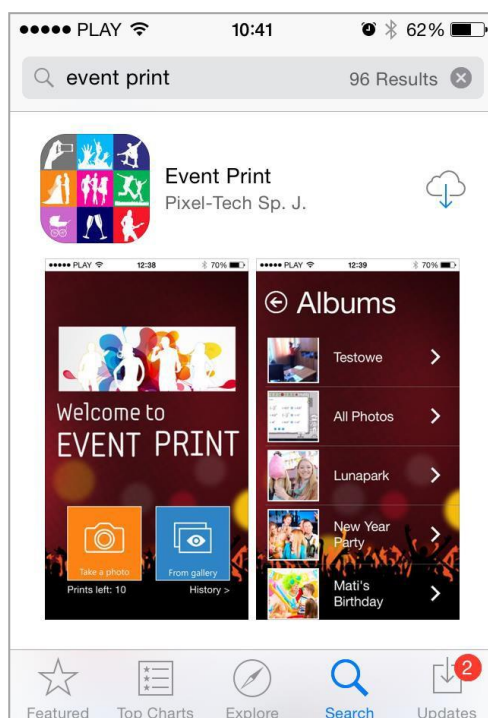 PLAY 10:41 62%
event print 96 Results
Event Print
Pixel-Tech Sp. J.
PLAY 12:38 70%
Welcome to
EVENT PRINT
Take a photo From gallery
Prints left: 10 History >
PLAY 12:39 70%
Albums
Testowe
All Photos
Lunapark
New Year
Party
Mati's
Birthday
2
Featured Top Charts Explore Search Updates